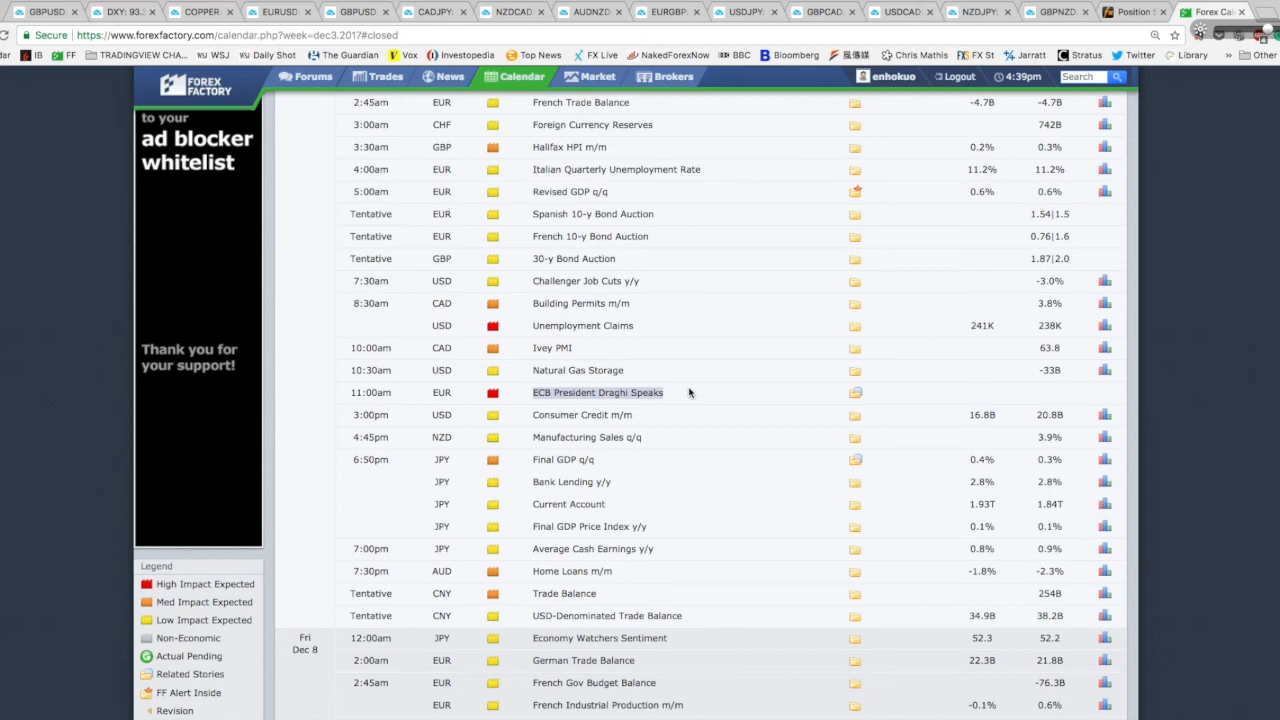 GBPUSD DXY: 93. COPPER: EURUSD GBPUSD CADJPY: NZDCAD AUDNZD EURGBP USDJPY: GBPCAD USDCAD NZDJPY: GBPNZD Position S Forex Cal
Secure https://www.forexfactory.com/calendar.php?week=dec3.2017#closed
dar IB FF TRADINGVIEW CHAR... WSJ Daily Shot The Guardian Vox Investopedia Top News FX Live NakedForexNow BBC Bloomberg 風傳媒 Chris Mathis FX St Jarratt Stratus Twitter Library » Other
FOREX FACTORY Forums Trades News Calendar Market Brokers enhokuo Logout 4:39pm Search
to your
ad blocker
whitelist
Thank you for
your support!
2:45am EUR French Trade Balance -4.7B -4.7B
3:00am CHF Foreign Currency Reserves 742B
3:30am GBP Halifax HPI m/m 0.2% 0.3%
4:00am EUR Italian Quarterly Unemployment Rate 11.2% 11.2%
5:00am EUR Revised GDP q/q 0.6% 0.6%
Tentative EUR Spanish 10-y Bond Auction 1.54|1.5
Tentative EUR French 10-y Bond Auction 0.76|1.6
Tentative GBP 30-y Bond Auction 1.87|2.0
7:30am USD Challenger Job Cuts y/y -3.0%
8:30am CAD Building Permits m/m 3.8%
USD Unemployment Claims 241K 238K
10:00am CAD Ivey PMI 63.8
10:30am USD Natural Gas Storage -33B
11:00am EUR ECB President Draghi Speaks
3:00pm USD Consumer Credit m/m 16.8B 20.8B
4:45pm NZD Manufacturing Sales q/q 3.9%
6:50pm JPY Final GDP q/q 0.4% 0.3%
JPY Bank Lending y/y 2.8% 2.8%
JPY Current Account 1.93T 1.84T
JPY Final GDP Price Index y/y 0.1% 0.1%
7:00pm JPY Average Cash Earnings y/y 0.8% 0.9%
7:30pm AUD Home Loans m/m -1.8% -2.3%
Tentative CNY Trade Balance 254B
Tentative CNY USD-Denominated Trade Balance 34.9B 38.2B
Fri
Dec 8
12:00am JPY Economy Watchers Sentiment 52.3 52.2
2:00am EUR German Trade Balance 22.3B 21.8B
2:45am EUR French Gov Budget Balance -76.3B
EUR French Industrial Production m/m -0.1% 0.6%
Legend
High Impact Expected
Med Impact Expected
Low Impact Expected
Non-Economic
Actual Pending
Related Stories
FF Alert Inside
Revision